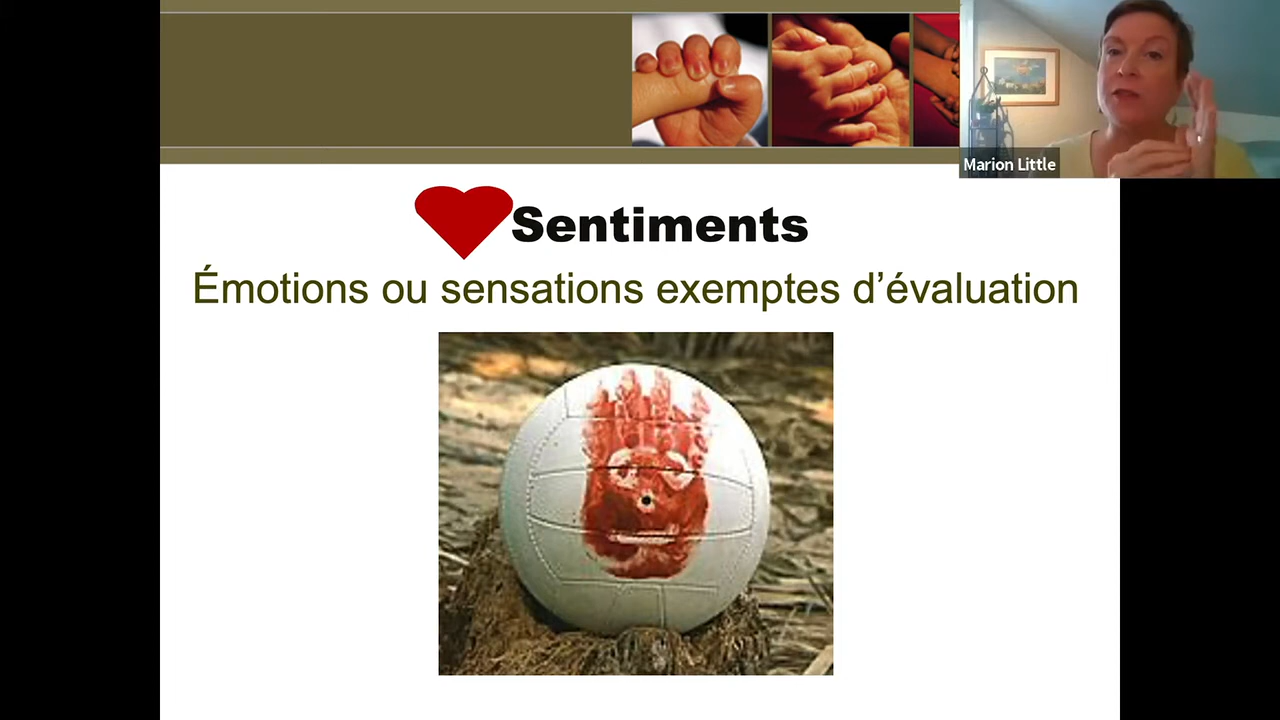 Marion Little
Sentiments
Émotions ou sensations exemptes d’évaluation